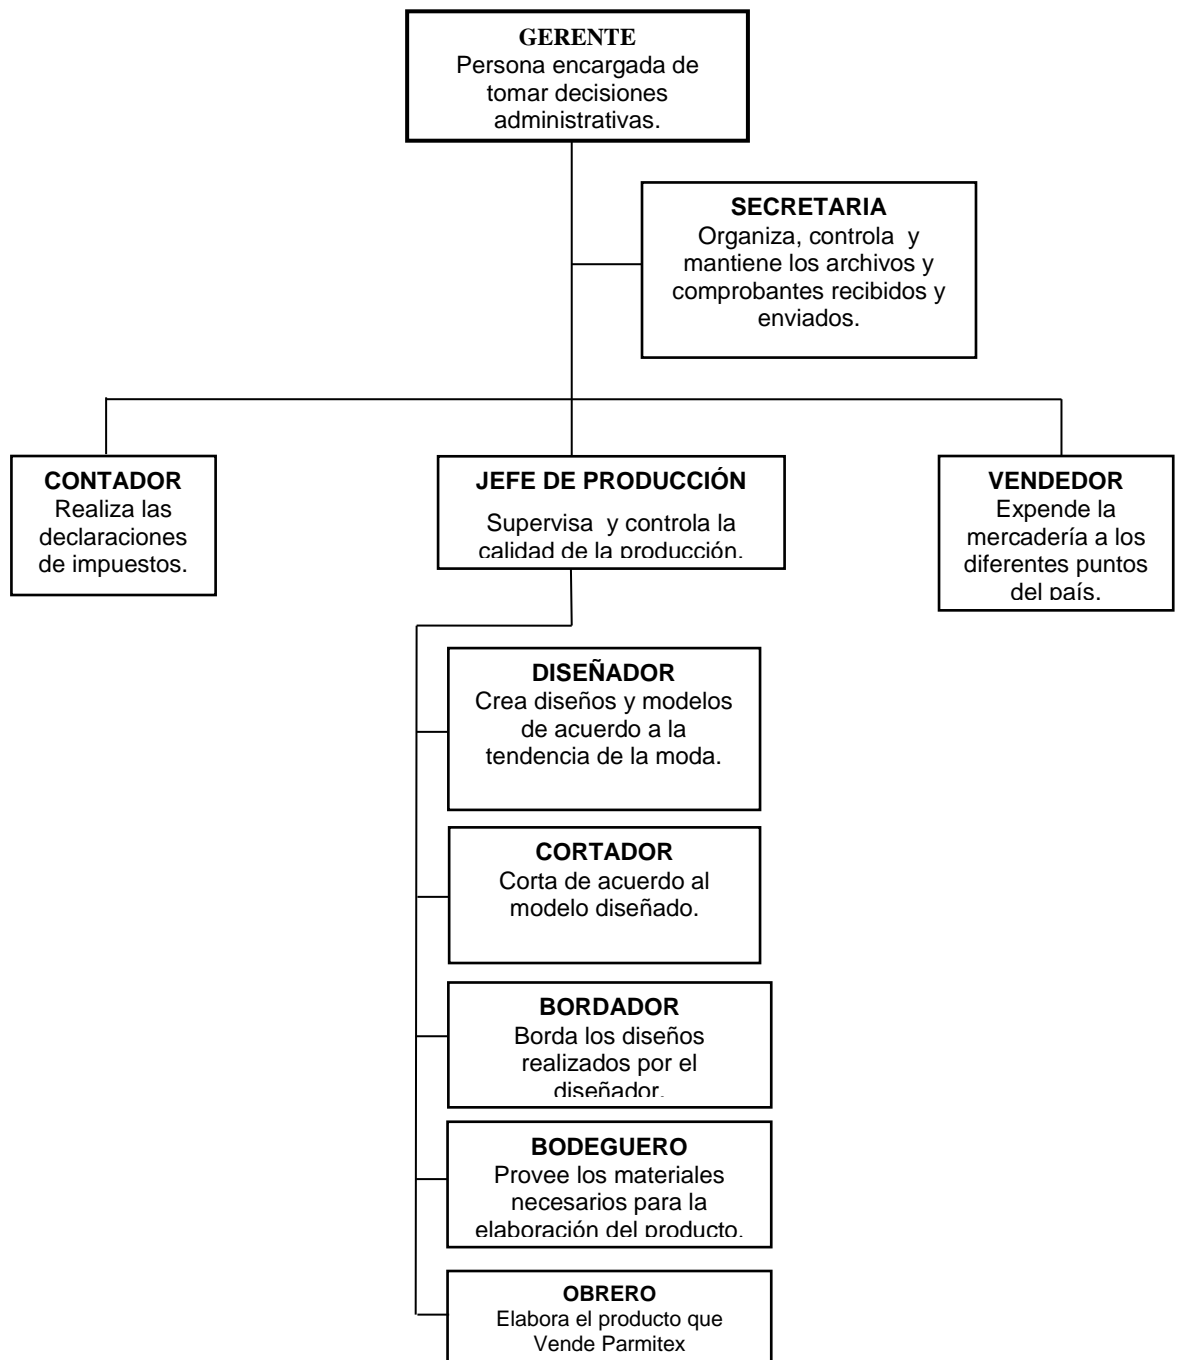 GERENTE
Persona encargada de
tomar decisiones
administrativas.
SECRETARIA
Organiza, controla y
mantiene los archivos y
comprobantes recibidos y
enviados.
CONTADOR
Realiza las
declaraciones
de impuestos.
JEFE DE PRODUCCIÓN
Supervisa y controla la
calidad de la producción.
VENDEDOR
Expende la
mercadería a los
diferentes puntos
del país.
DISEÑADOR
Crea diseños y modelos
de acuerdo a la
tendencia de la moda.
CORTADOR
Corta de acuerdo al
modelo diseñado.
BORDADOR
Borda los diseños
realizados por el
diseñador.
BODEGUERO
Provee los materiales
necesarios para la
elaboración del producto.
OBRERO
Elabora el producto que
Vende Parmitex